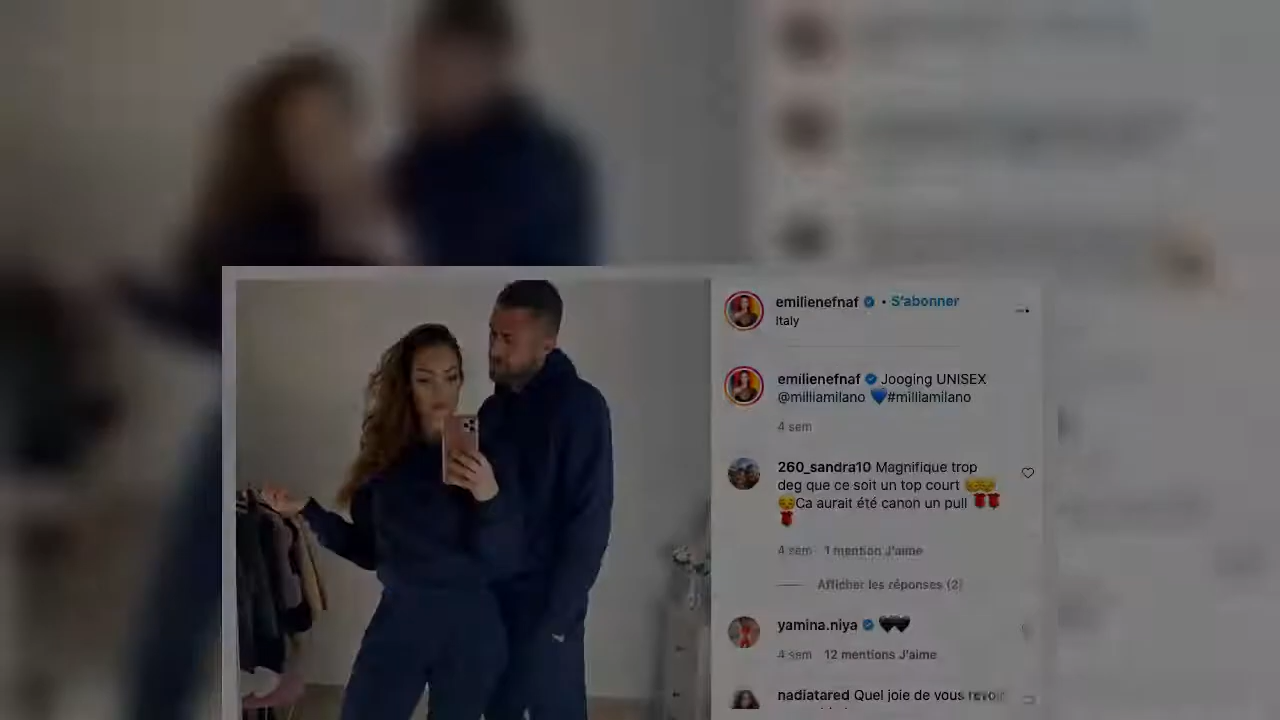 emilienefnaf • S'abonner
Italy
emilienefnaf Jooging UNISEX
@milliamilano 💙#milliamilano
4 sem
260_sandra10 Magnifique trop
deg que ce soit un top court 😔😔
😔Ca aurait été canon un pull 🌹🌹
🌹
4 sem 1 mention J'aime
Afficher les réponses (2)
yamina.niya 🖤🖤
4 sem 12 mentions J'aime
nadiatared Quel joie de vous revoir